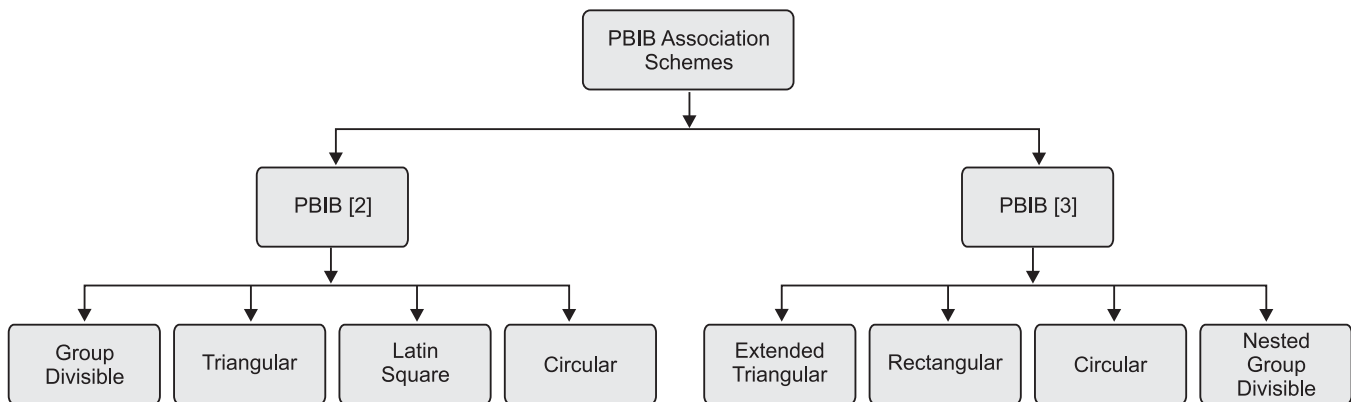 PBIB Association
Schemes
PBIB [2]
PBIB [3]
Group
Divisible
Triangular
Latin
Square
Circular
Extended
Triangular
Rectangular
Circular
Nested
Group
Divisible